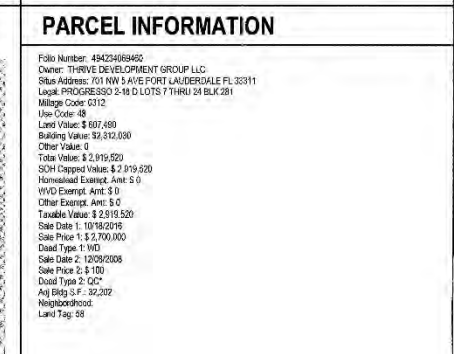 PARCEL INFORMATION
Folio Number: 494234069460
Owner: THRIVE DEVELOPMENT GROUP LLC
Situs Address: 701 NW 5 AVE FORT LAUDERDALE FL 33311
Legal: PROGRESSO 2-18 D LOTS 7 THRU 24 BLK 281
Millage Code: 0312
Use Code: 48
Land Value: $ 607,490
Building Value: $2,312,030
Other Value: 0
Total Value: $ 2,919,520
SOH Capped Value: $ 2,919,520
Homestead Exempt. Amt: $ 0
WVD Exempt. Amt: $ 0
Other Exempt. Amt: $ 0
Taxable Value: $ 2,919,520
Sale Date 1: 10/18/2016
Sale Price 1: $ 2,700,000
Deed Type 1: WD
Sale Date 2: 12/09/2008
Sale Price 2: $ 100
Deed Type 2: QC*
Adj Bldg S.F.: 32,202
Neighbordhood:
Land Tag: 58